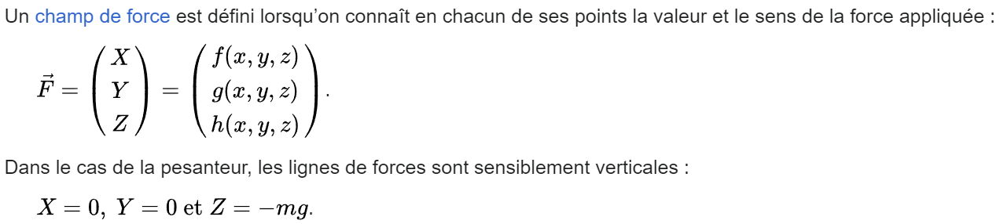 Un champ de force est défini lorsqu’on connaît en chacun de ses points la valeur et le sens de la force appliquée :
$\vec{F} = \begin{pmatrix} X \\ Y \\ Z \end{pmatrix} = \begin{pmatrix} f(x, y, z) \\ g(x, y, z) \\ h(x, y, z) \end{pmatrix}.$
Dans le cas de la pesanteur, les lignes de forces sont sensiblement verticales :
$X = 0,\ Y = 0 \text{ et } Z = -mg.$